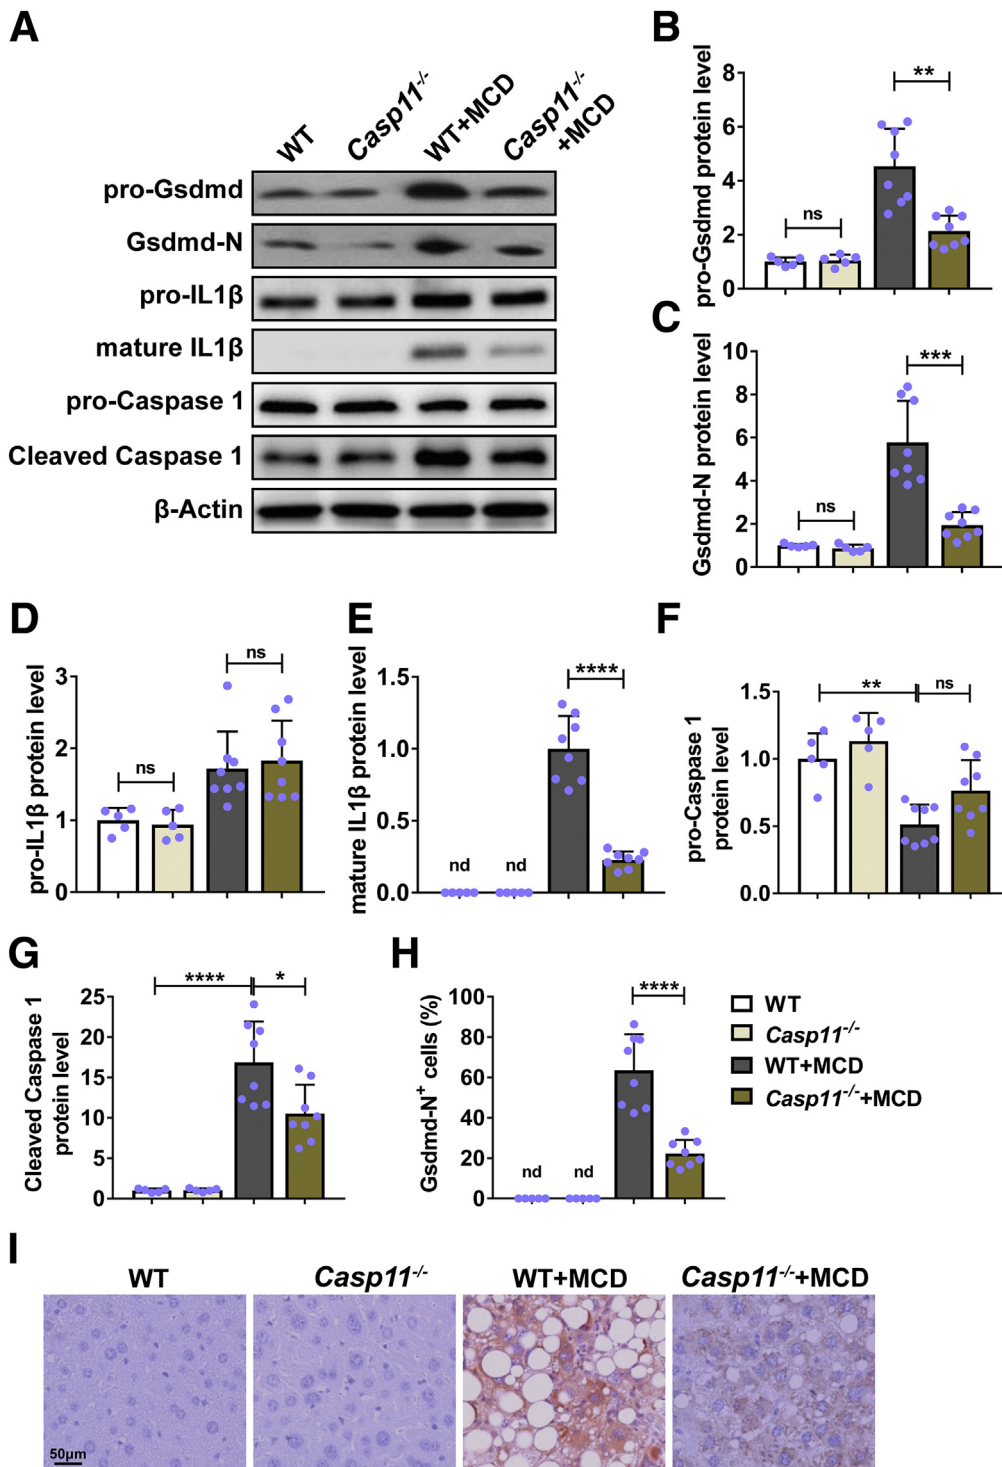 A
WT
Casp11-/-
WT+MCD
Casp11-/-
+MCD
pro-Gsdmd
Gsdmd-N
pro-IL1β
mature IL1β
pro-Caspase 1
Cleaved Caspase 1
β-Actin
B
pro-Gsdmd protein level
8
6
4
2
0
ns
**
C
Gsdmd-N protein level
10
8
6
4
2
0
ns
***
D
pro-IL1β protein level
3
2
1
0
ns
ns
E
mature IL1β protein level
1.5
1.0
0.5
0.0
nd
nd
****
F
pro-Caspase 1
protein level
1.5
1.0
0.5
0.0
**
ns
G
Cleaved Caspase 1
protein level
25
20
15
10
5
0
****
*
H
Gsdmd-N+ cells (%)
100
80
60
40
20
0
nd
nd
****
WT
Casp11-/-
WT+MCD
Casp11-/-+MCD
I
WT
Casp11-/-
WT+MCD
Casp11-/-+MCD
50μm